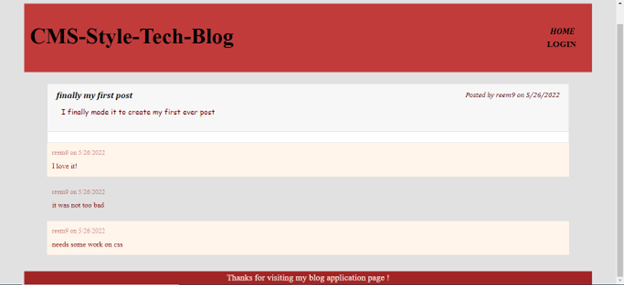 CMS-Style-Tech-Blog
HOME
LOGIN
finally my first post
Posted by reem9 on 5/26/2022
I finally made it to create my first ever post
reem9 on 5/26/2022
I love it!
reem9 on 5/26/2022
it was not too bad
reem9 on 5/26/2022
needs some work on css
Thanks for visiting my blog application page !